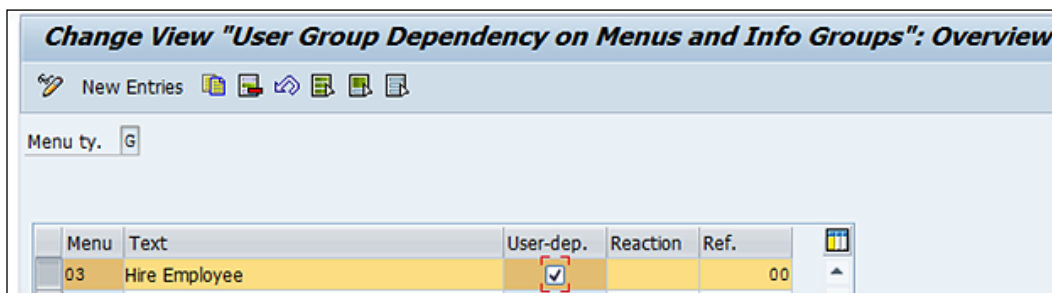 Change View "User Group Dependency on Menus and Info Groups": Overview
New Entries
Menu ty. G
Menu Text User-dep. Reaction Ref.
03 Hire Employee 00